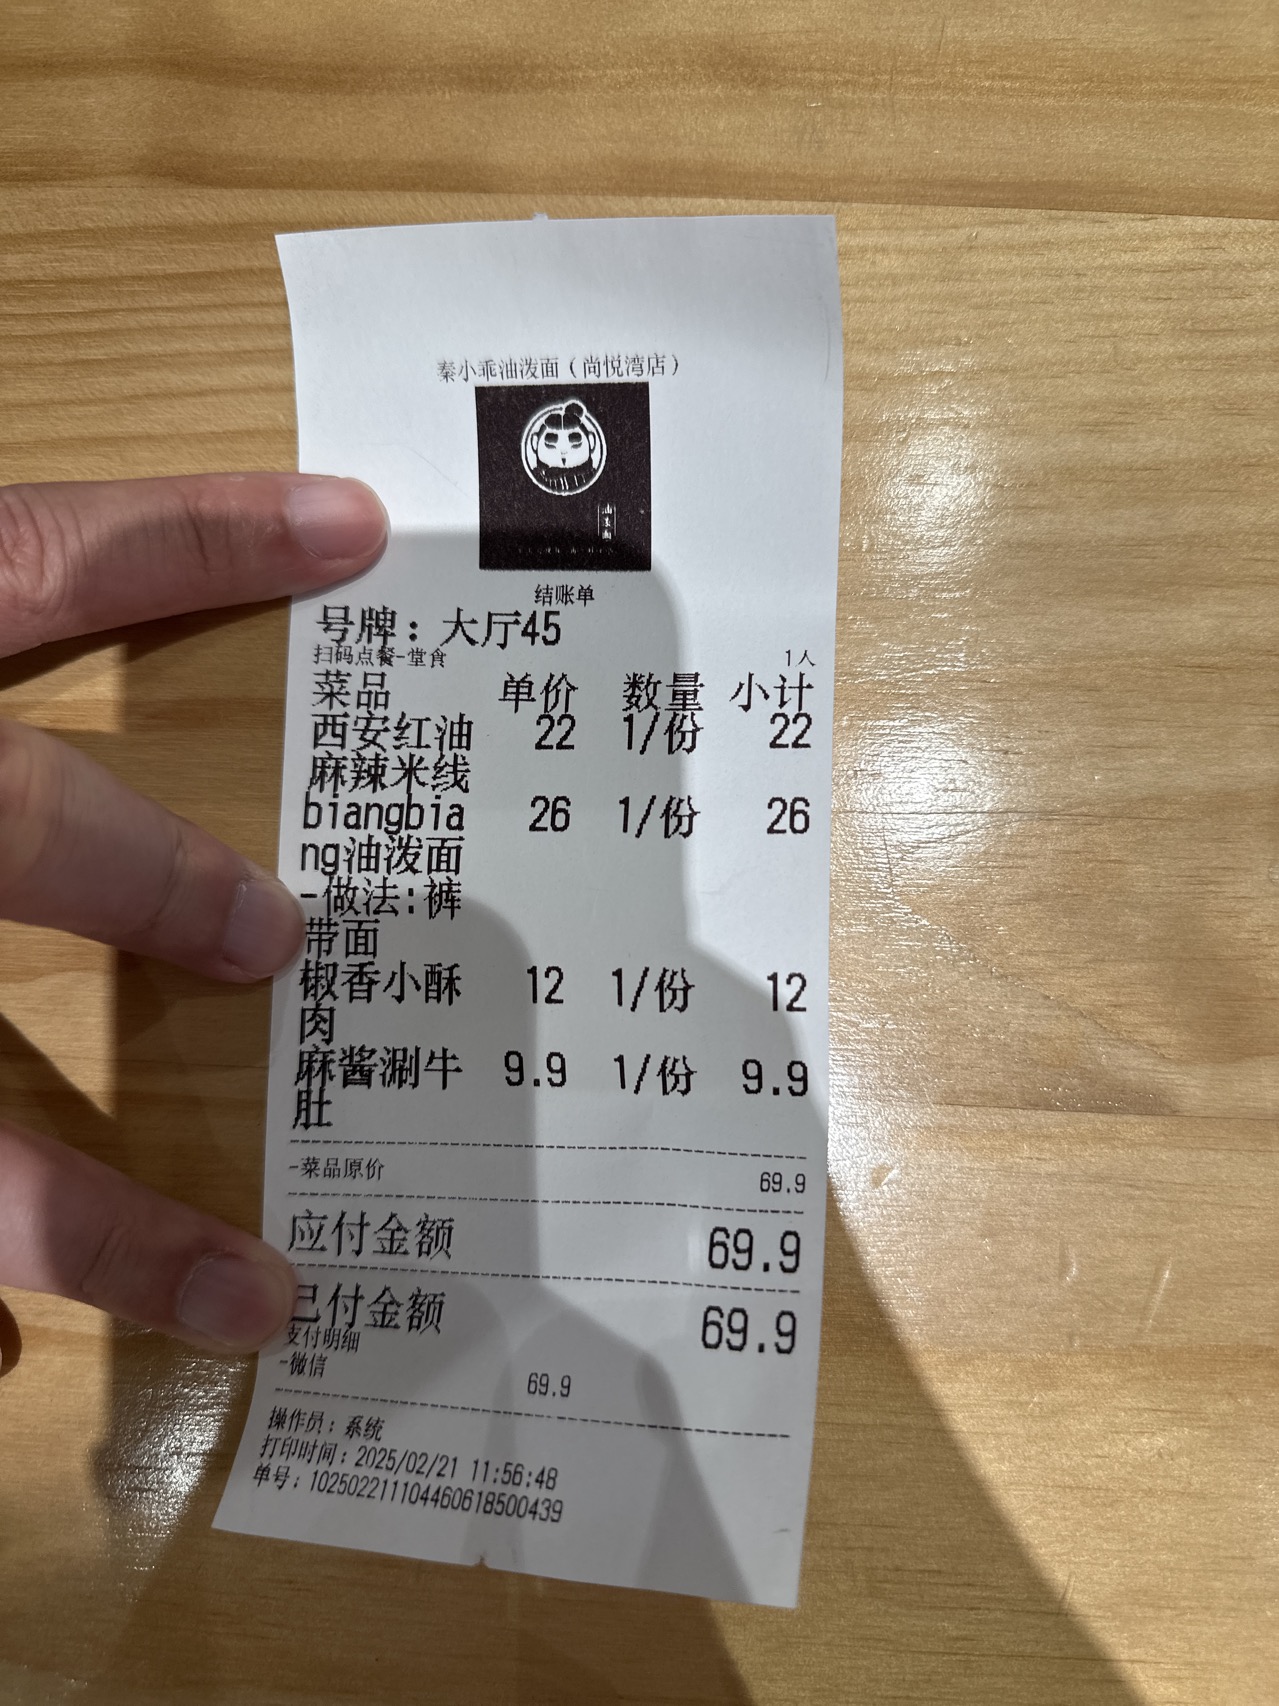 秦小乖油泼面（尚悦湾店）
油泼面
结账单
号牌：大厅45
扫码点餐-堂食 1人
菜品 单价 数量 小计
西安红油 22 1/份 22
麻辣米线
biangbia 26 1/份 26
ng油泼面
-做法:裤
带面
椒香小酥 12 1/份 12
肉
麻酱涮牛 9.9 1/份 9.9
肚
-菜品原价 69.9
应付金额 69.9
已付金额 69.9
支付明细
-微信 69.9
操作员：系统
打印时间：2025/02/21 11:56:48
单号：102502211104460618500439